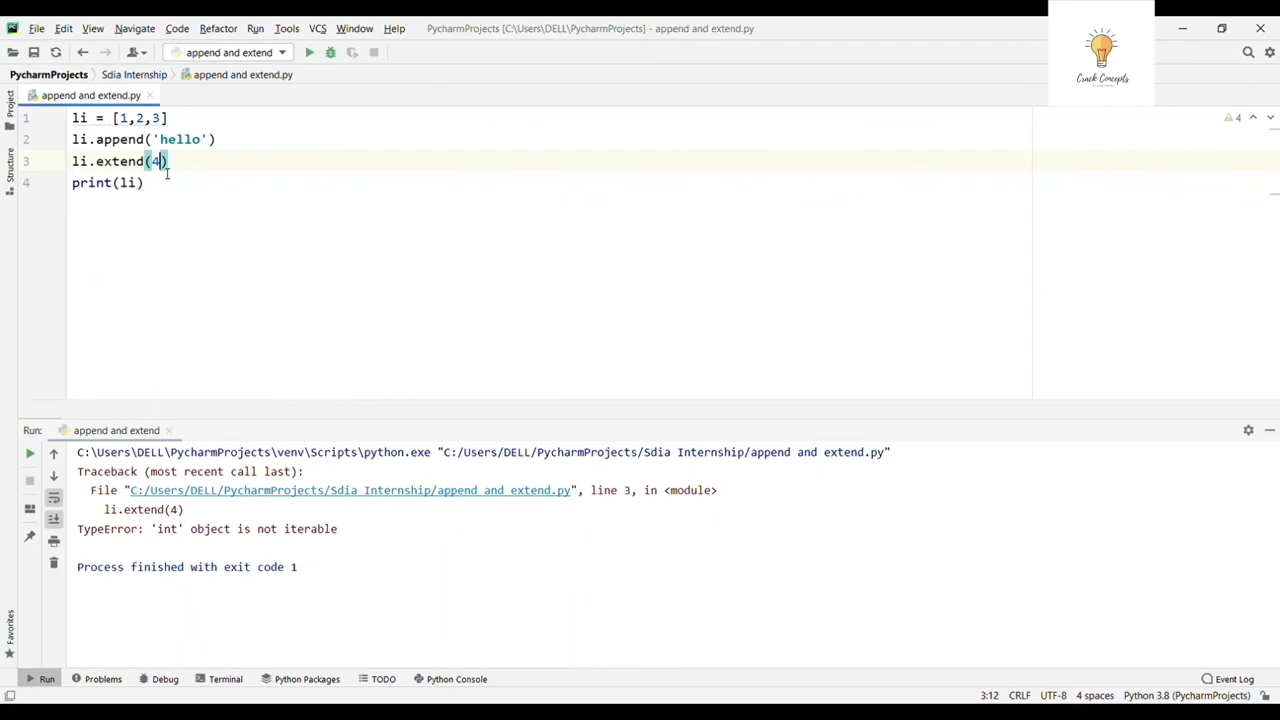 File Edit View Navigate Code Refactor Run Tools VCS Window Help PycharmProjects [C:\Users\DELL\PycharmProjects] - append and extend.py
Crack Concepts
append and extend
PycharmProjects Sdia Internship append and extend.py
append and extend.py
Project
Structure
Favorites
4
1 li = [1,2,3]
2 li.append('hello')
3 li.extend(4)
4 print(li)
Run: append and extend
C:\Users\DELL\PycharmProjects\venv\Scripts\python.exe "C:/Users/DELL/PycharmProjects/Sdia Internship/append and extend.py"
Traceback (most recent call last):
File "C:/Users/DELL/PycharmProjects/Sdia Internship/append and extend.py", line 3, in <module>
li.extend(4)
TypeError: 'int' object is not iterable
Process finished with exit code 1
Run Problems Debug Terminal Python Packages TODO Python Console Event Log
3:12 CRLF UTF-8 4 spaces Python 3.8 (PycharmProjects)